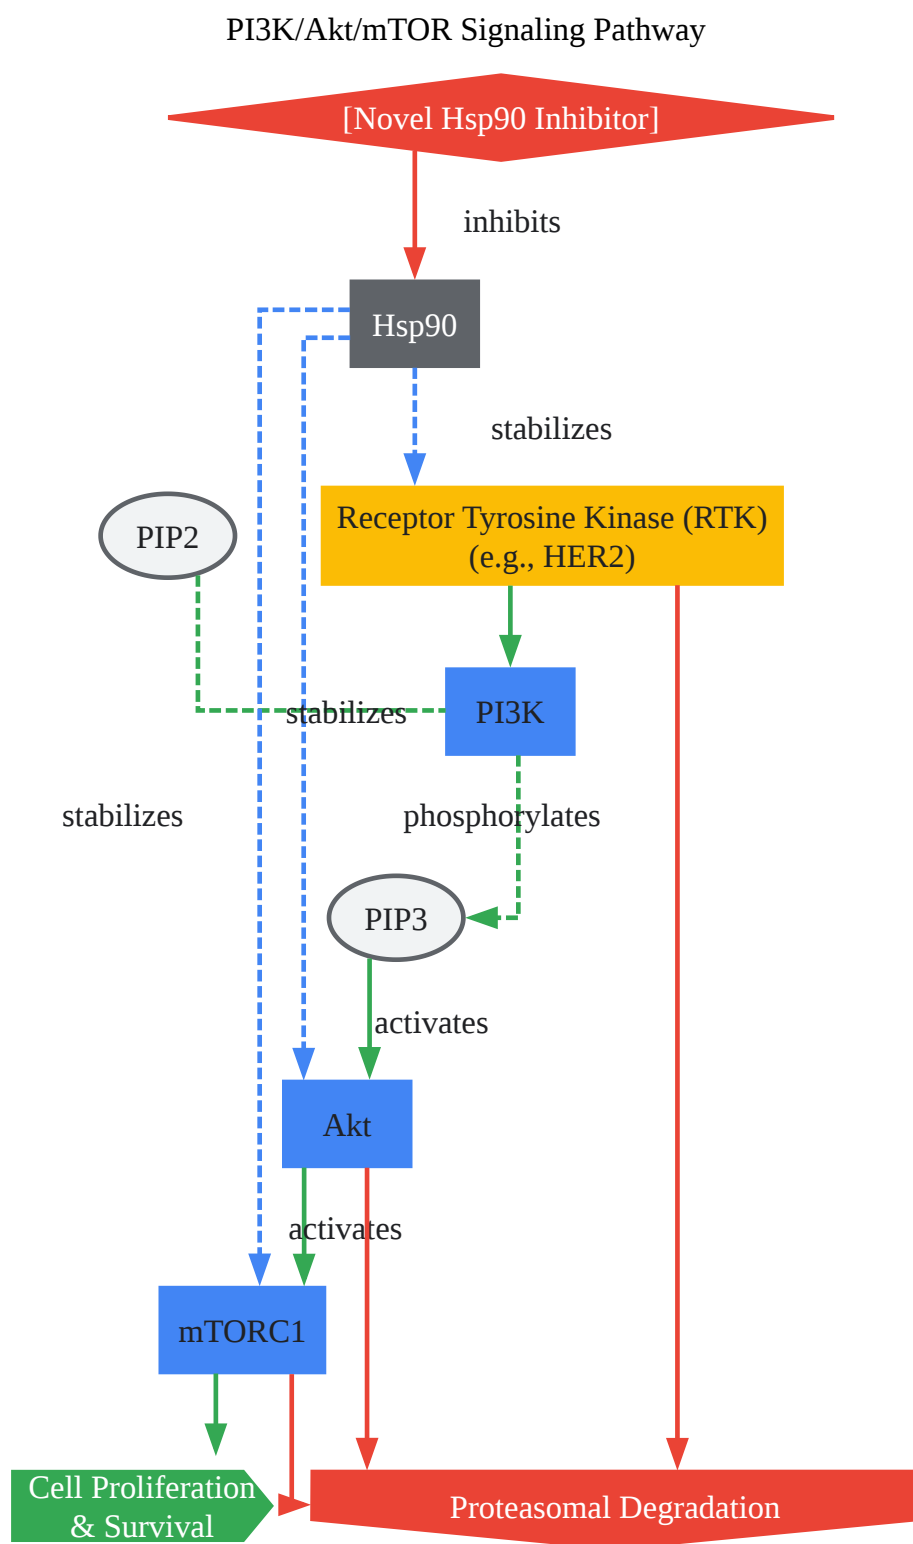 PI3K/Akt/mTOR Signaling Pathway
[Novel Hsp90 Inhibitor]
inhibits
Hsp90
stabilizes
Receptor Tyrosine Kinase (RTK)
(e.g., HER2)
PIP2
stabilizes
PI3K
stabilizes
phosphorylates
PIP3
activates
Akt
activates
mTORC1
Cell Proliferation
& Survival
Proteasomal Degradation